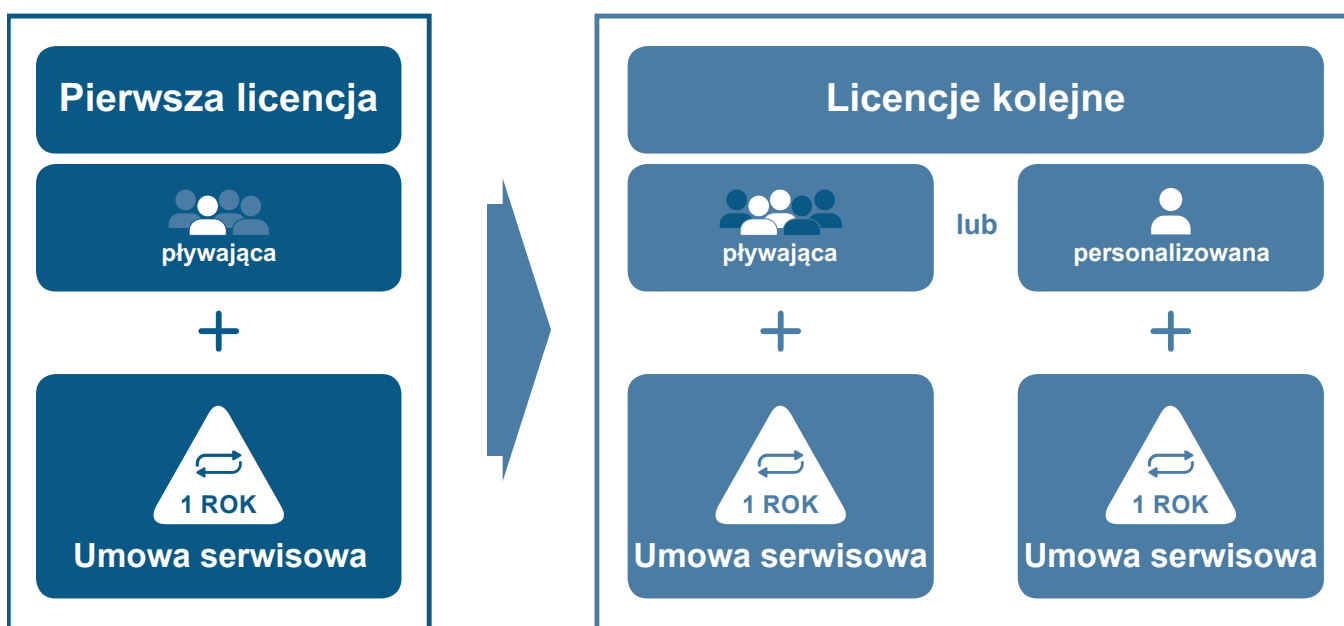 Pierwsza licencja
pływająca
1 ROK
Umowa serwisowa
Licencje kolejne
pływająca
lub
personalizowana
1 ROK
Umowa serwisowa
1 ROK
Umowa serwisowa